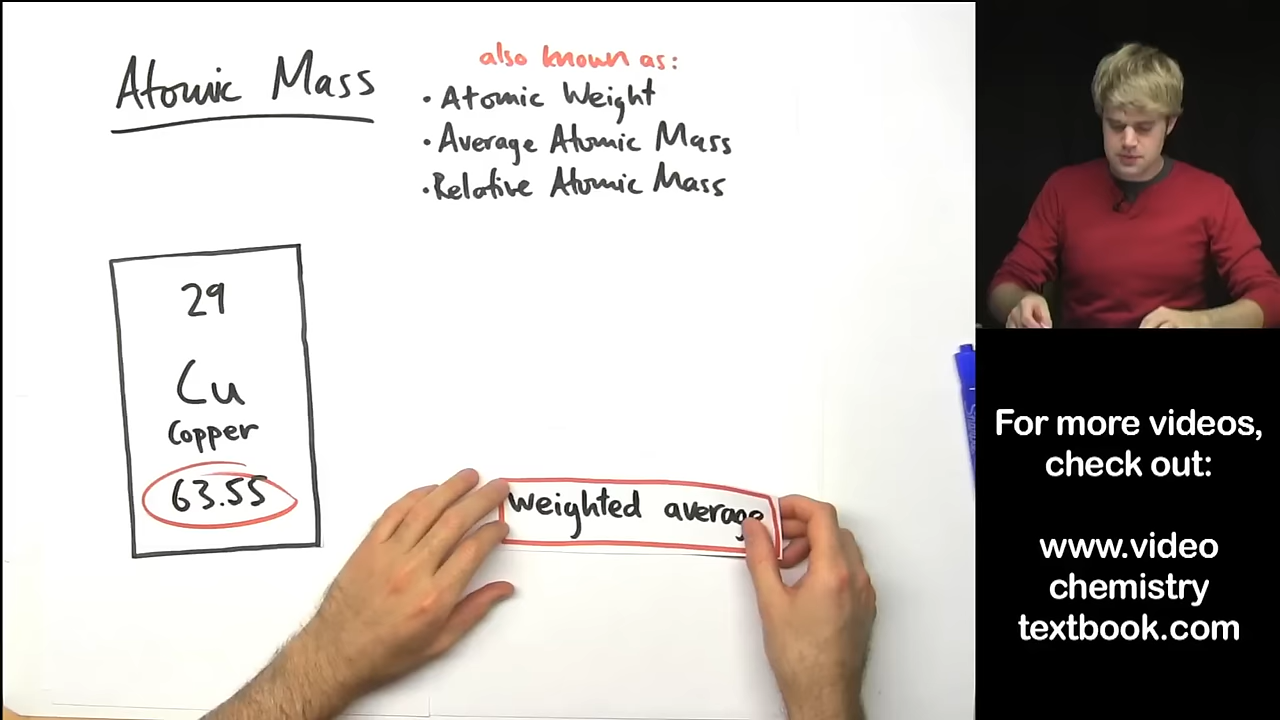 Atomic Mass
also known as:
• Atomic Weight
• Average Atomic Mass
• Relative Atomic Mass
29
Cu
Copper
63.55
weighted average
For more videos,
check out:
www.video
chemistry
textbook.com